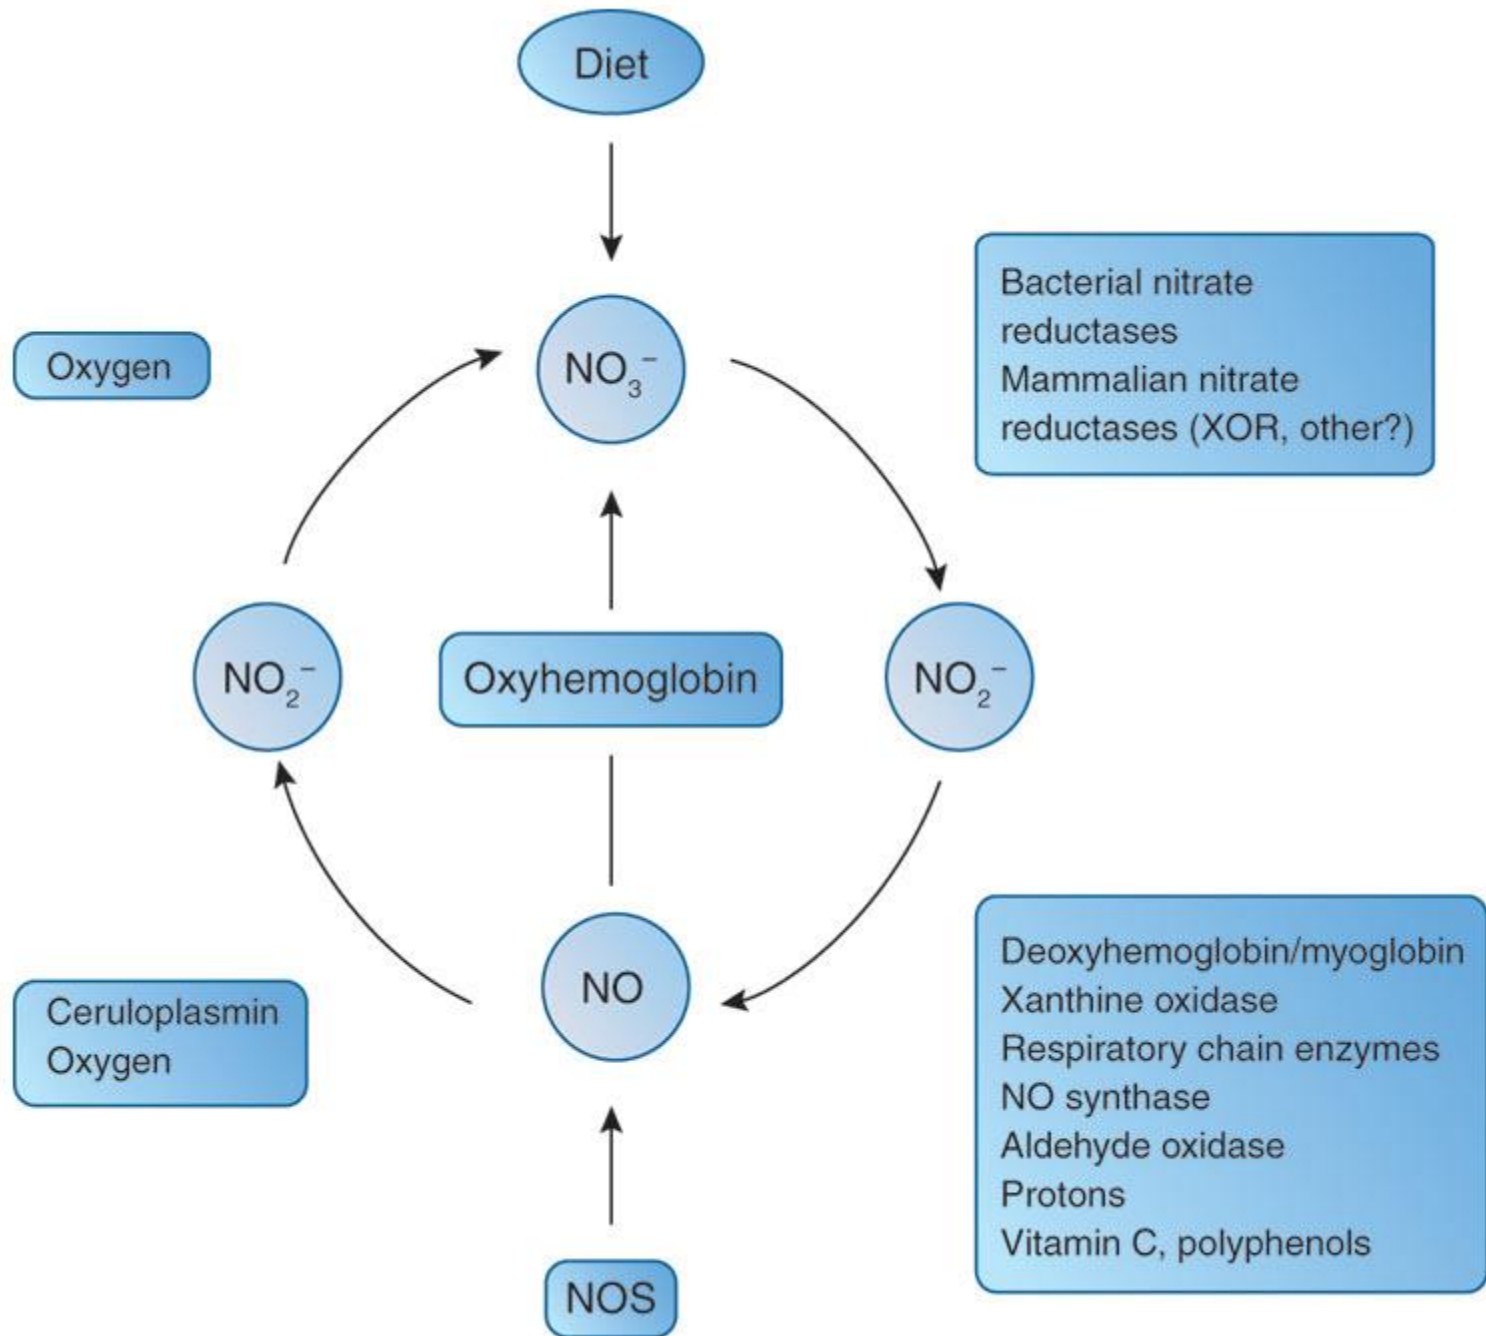 Diet
Oxygen
NO₃⁻
Bacterial nitrate
reductases
Mammalian nitrate
reductases (XOR, other?)
NO₂⁻
Oxyhemoglobin
NO₂⁻
Ceruloplasmin
Oxygen
NO
Deoxyhemoglobin/myoglobin
Xanthine oxidase
Respiratory chain enzymes
NO synthase
Aldehyde oxidase
Protons
Vitamin C, polyphenols
NOS